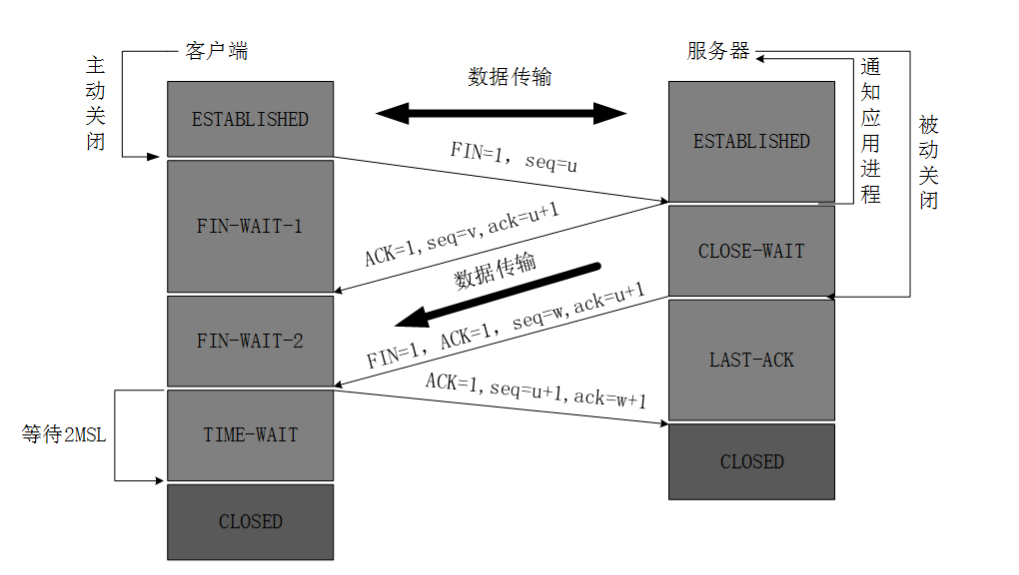 客户端
服务器
主动关闭
数据传输
通知应用进程
被动关闭
ESTABLISHED
ESTABLISHED
FIN=1, seq=u
FIN-WAIT-1
ACK=1,seq=v,ack=u+1
CLOSE-WAIT
数据传输
FIN-WAIT-2
FIN=1, ACK=1, seq=w,ack=u+1
LAST-ACK
ACK=1,seq=u+1,ack=w+1
等待2MSL
TIME-WAIT
CLOSED
CLOSED